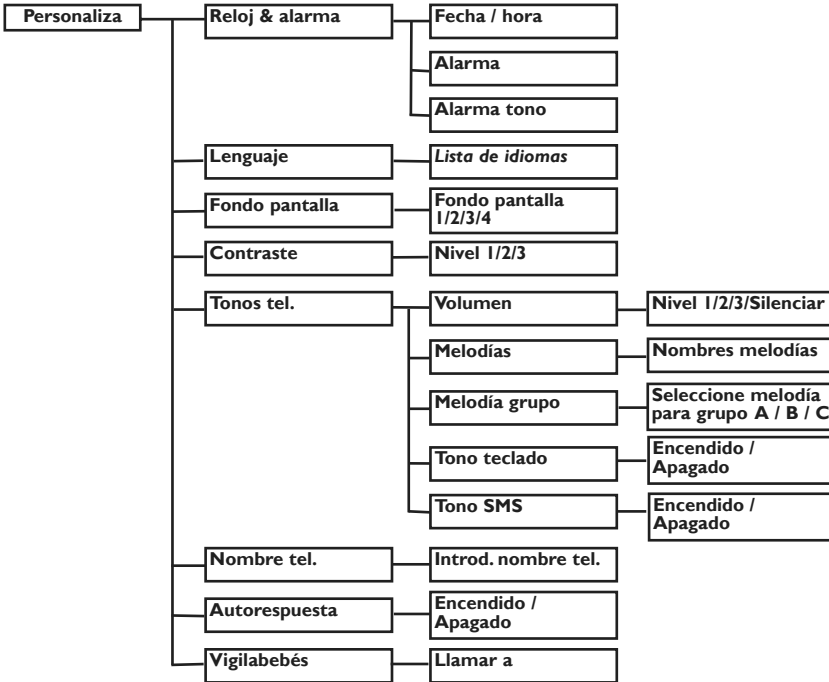 Personaliza
Reloj & alarma
Fecha / hora
Alarma
Alarma tono
Lenguaje
Lista de idiomas
Fondo pantalla
Fondo pantalla
1/2/3/4
Contraste
Nivel 1/2/3
Tonos tel.
Volumen
Nivel 1/2/3/Silenciar
Melodías
Nombres melodías
Melodía grupo
Seleccione melodía
para grupo A / B / C
Tono teclado
Encendido /
Apagado
Tono SMS
Encendido /
Apagado
Nombre tel.
Introd. nombre tel.
Autorespuesta
Encendido /
Apagado
Vigilabebés
Llamar a